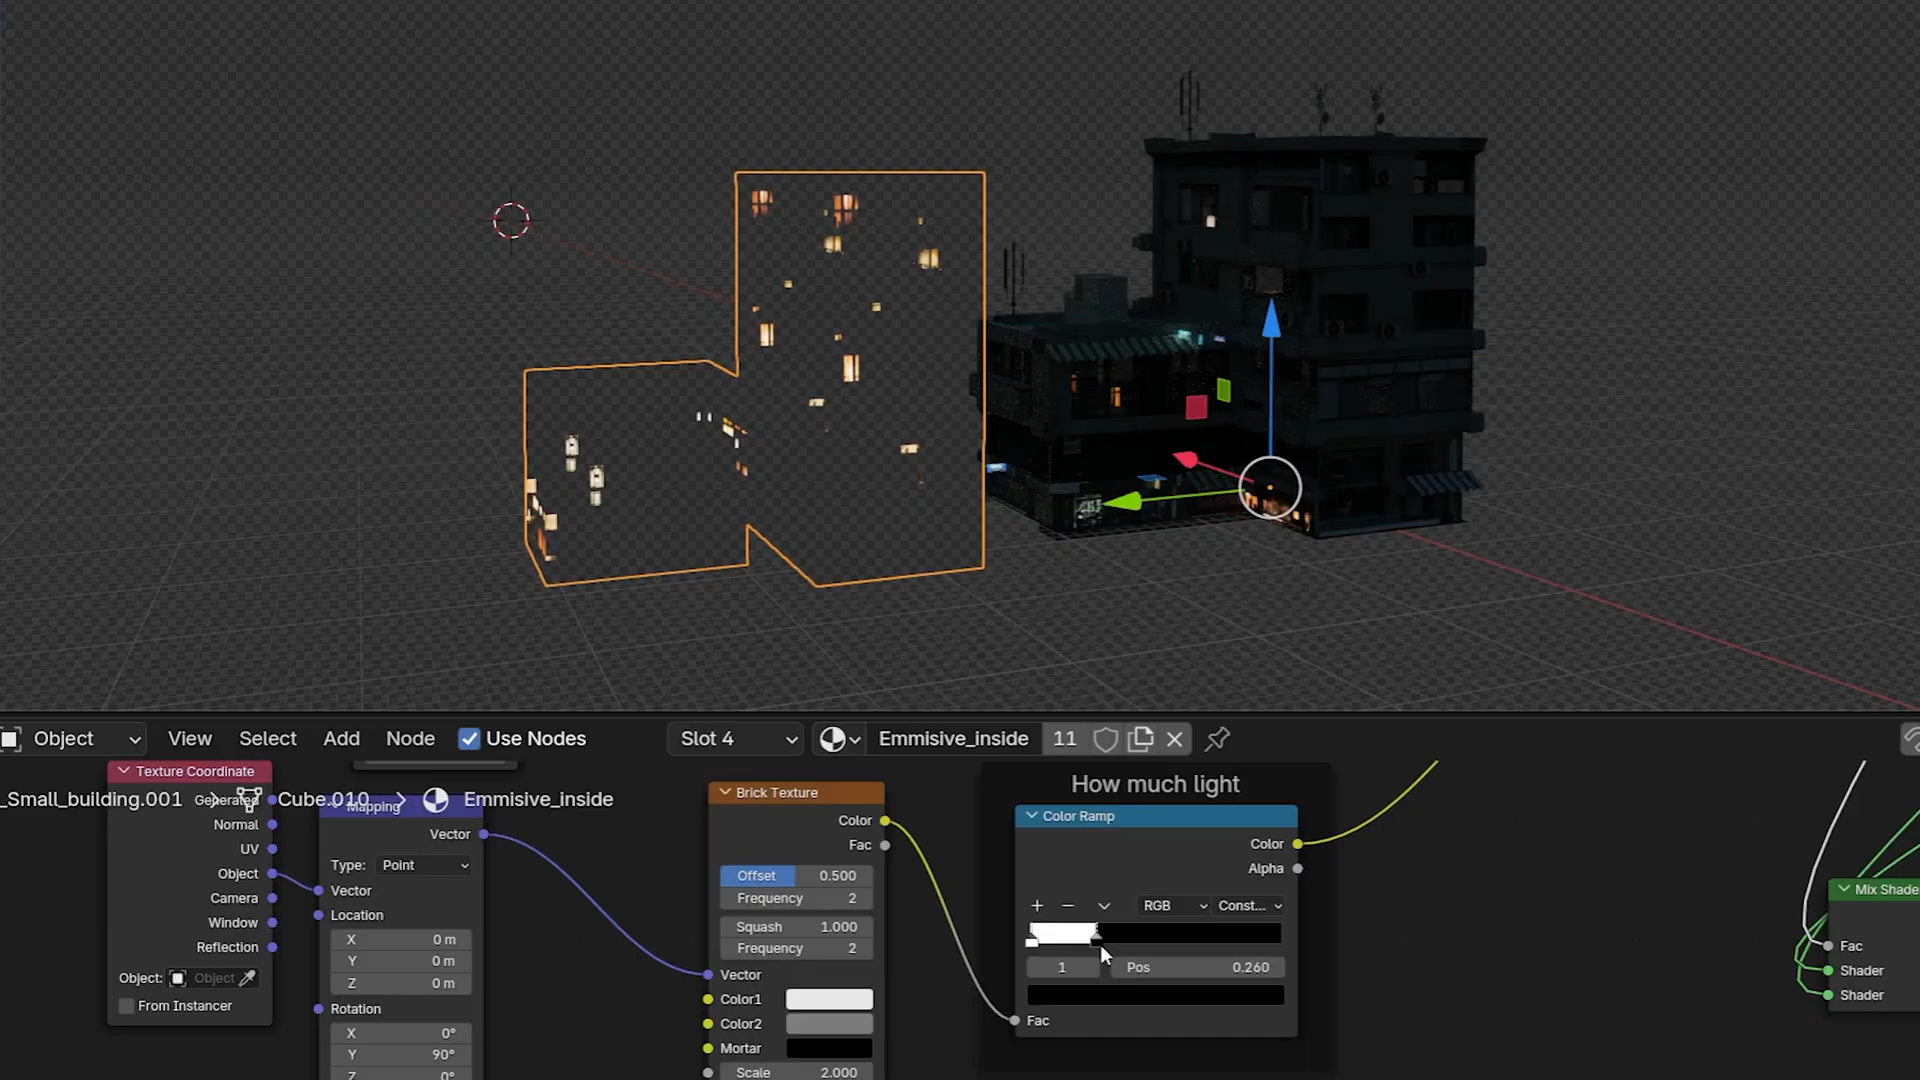 Object View Select Add Node Use Nodes Slot 4 Emmisive_inside 11
Texture Coordinate
_Small_building.001 Cube.010 Emmisive_inside
Generated
Normal
UV
Object
Camera
Window
Reflection
Object: Object
From Instancer
Mapping
Vector
Type: Point
Vector
Location
X 0 m
Y 0 m
Z 0 m
Rotation
X 0°
Y 90°
Z 0°
Brick Texture
Color
Fac
Offset 0.500
Frequency 2
Squash 1.000
Frequency 2
Vector
Color1
Color2
Mortar
Scale 2.000
How much light
Color Ramp
Color
Alpha
+ − RGB Const...
1 Pos 0.260
Fac
Mix Shade
Fac
Shader
Shader